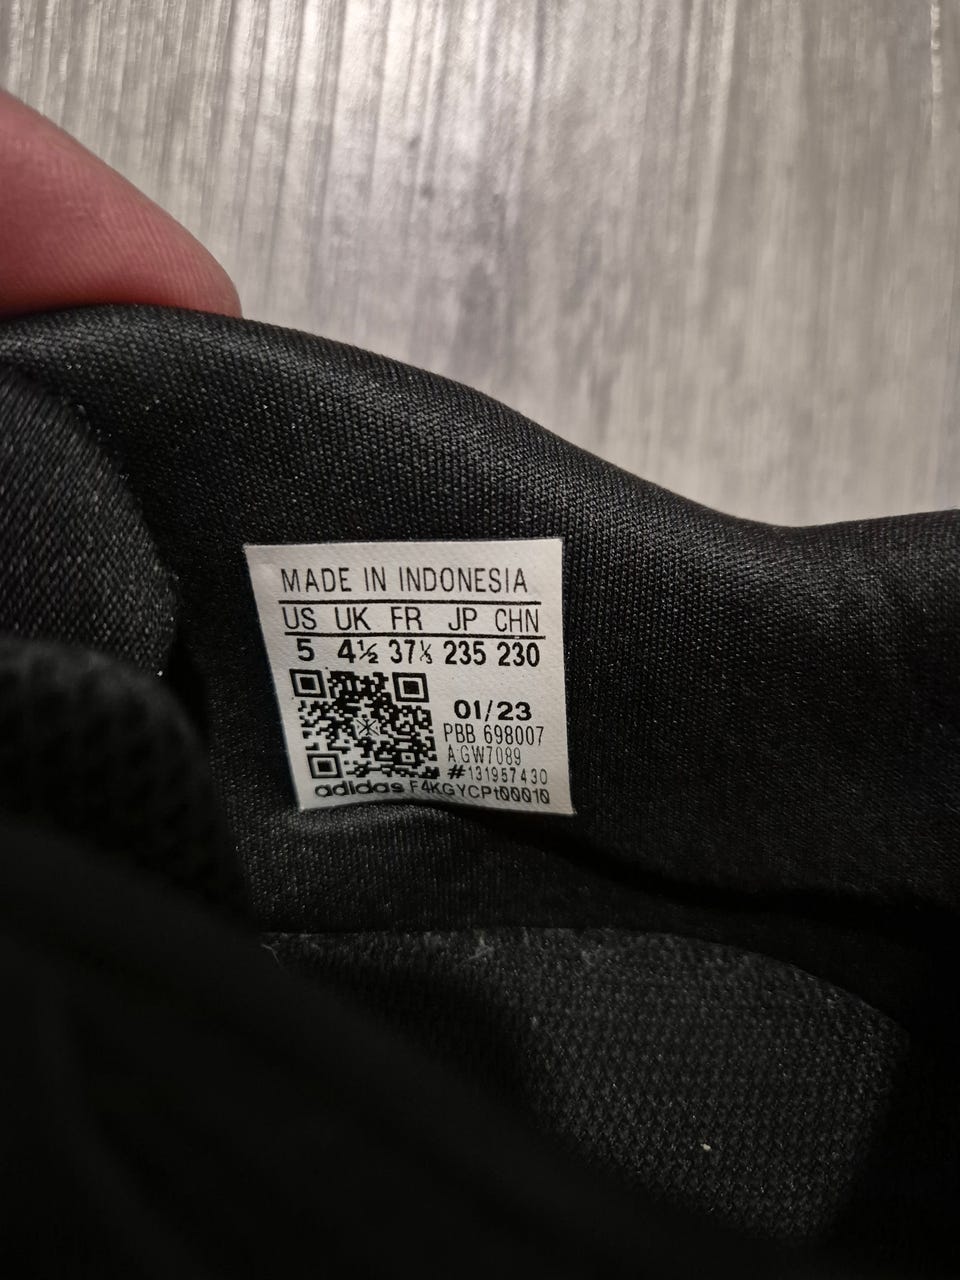 MADE IN INDONESIA
US UK FR JP CHN
5 4½ 37⅓ 235 230
01/23
PBB 698007
A:GW7089
#131957430
adidas F4KGYCPt00010